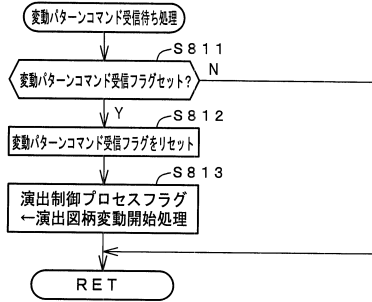 変動パターンコマンド受信待ち処理
S811
変動パターンコマンド受信フラグセット?
N
Y
S812
変動パターンコマンド受信フラグをリセット
S813
演出制御プロセスフラグ
←演出図柄変動開始処理
RET